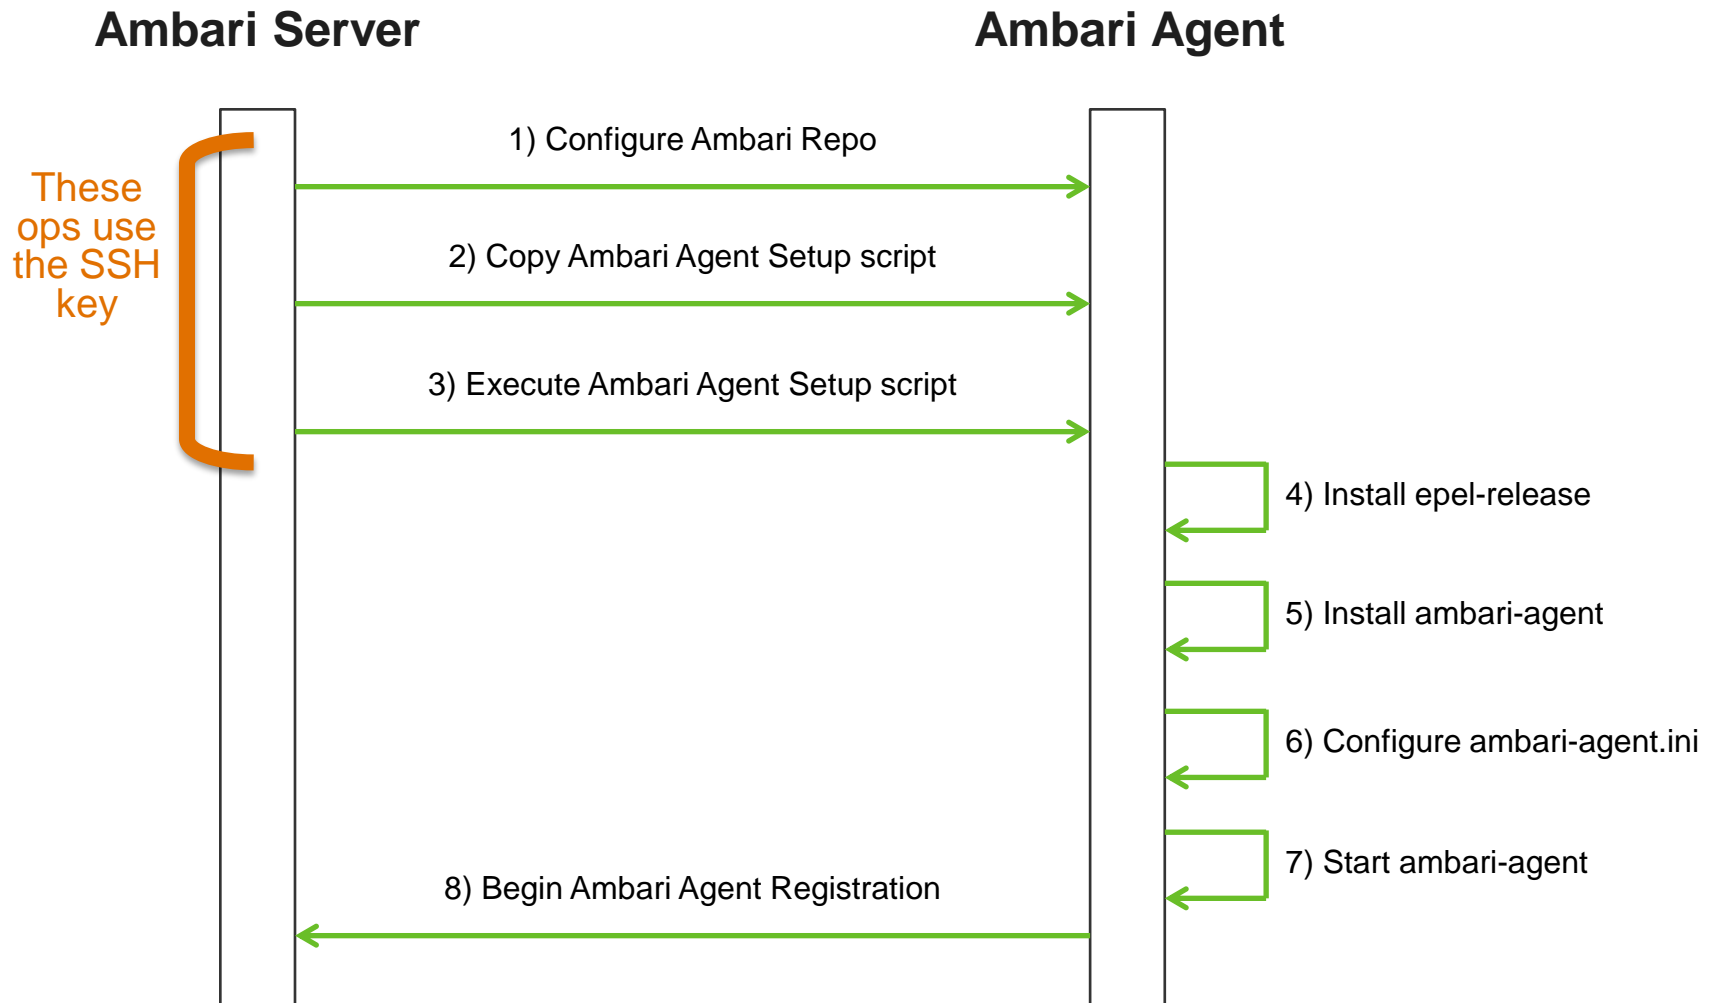 Ambari Server
Ambari Agent
These
ops use
the SSH
key
1) Configure Ambari Repo
2) Copy Ambari Agent Setup script
3) Execute Ambari Agent Setup script
4) Install epel-release
5) Install ambari-agent
6) Configure ambari-agent.ini
7) Start ambari-agent
8) Begin Ambari Agent Registration